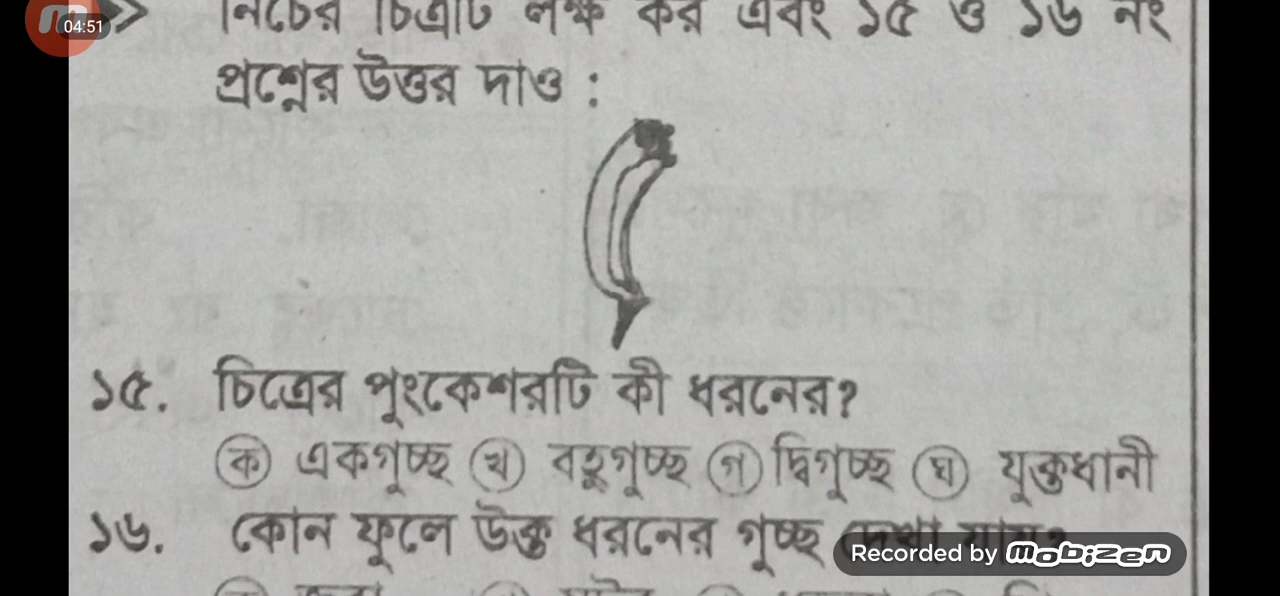 04:51
নিচের চিত্রটি লক্ষ কর এবং ১৫ ও ১৬ নং
প্রশ্নের উত্তর দাও :
১৫. চিত্রের পুংকেশরটি কী ধরনের?
ক একগুচ্ছ খ বহুগুচ্ছ গ দ্বিগুচ্ছ ঘ যুক্তধানী
১৬. কোন ফুলে উক্ত ধরনের গুচ্ছ দেখা যায়?
Recorded by mobizen